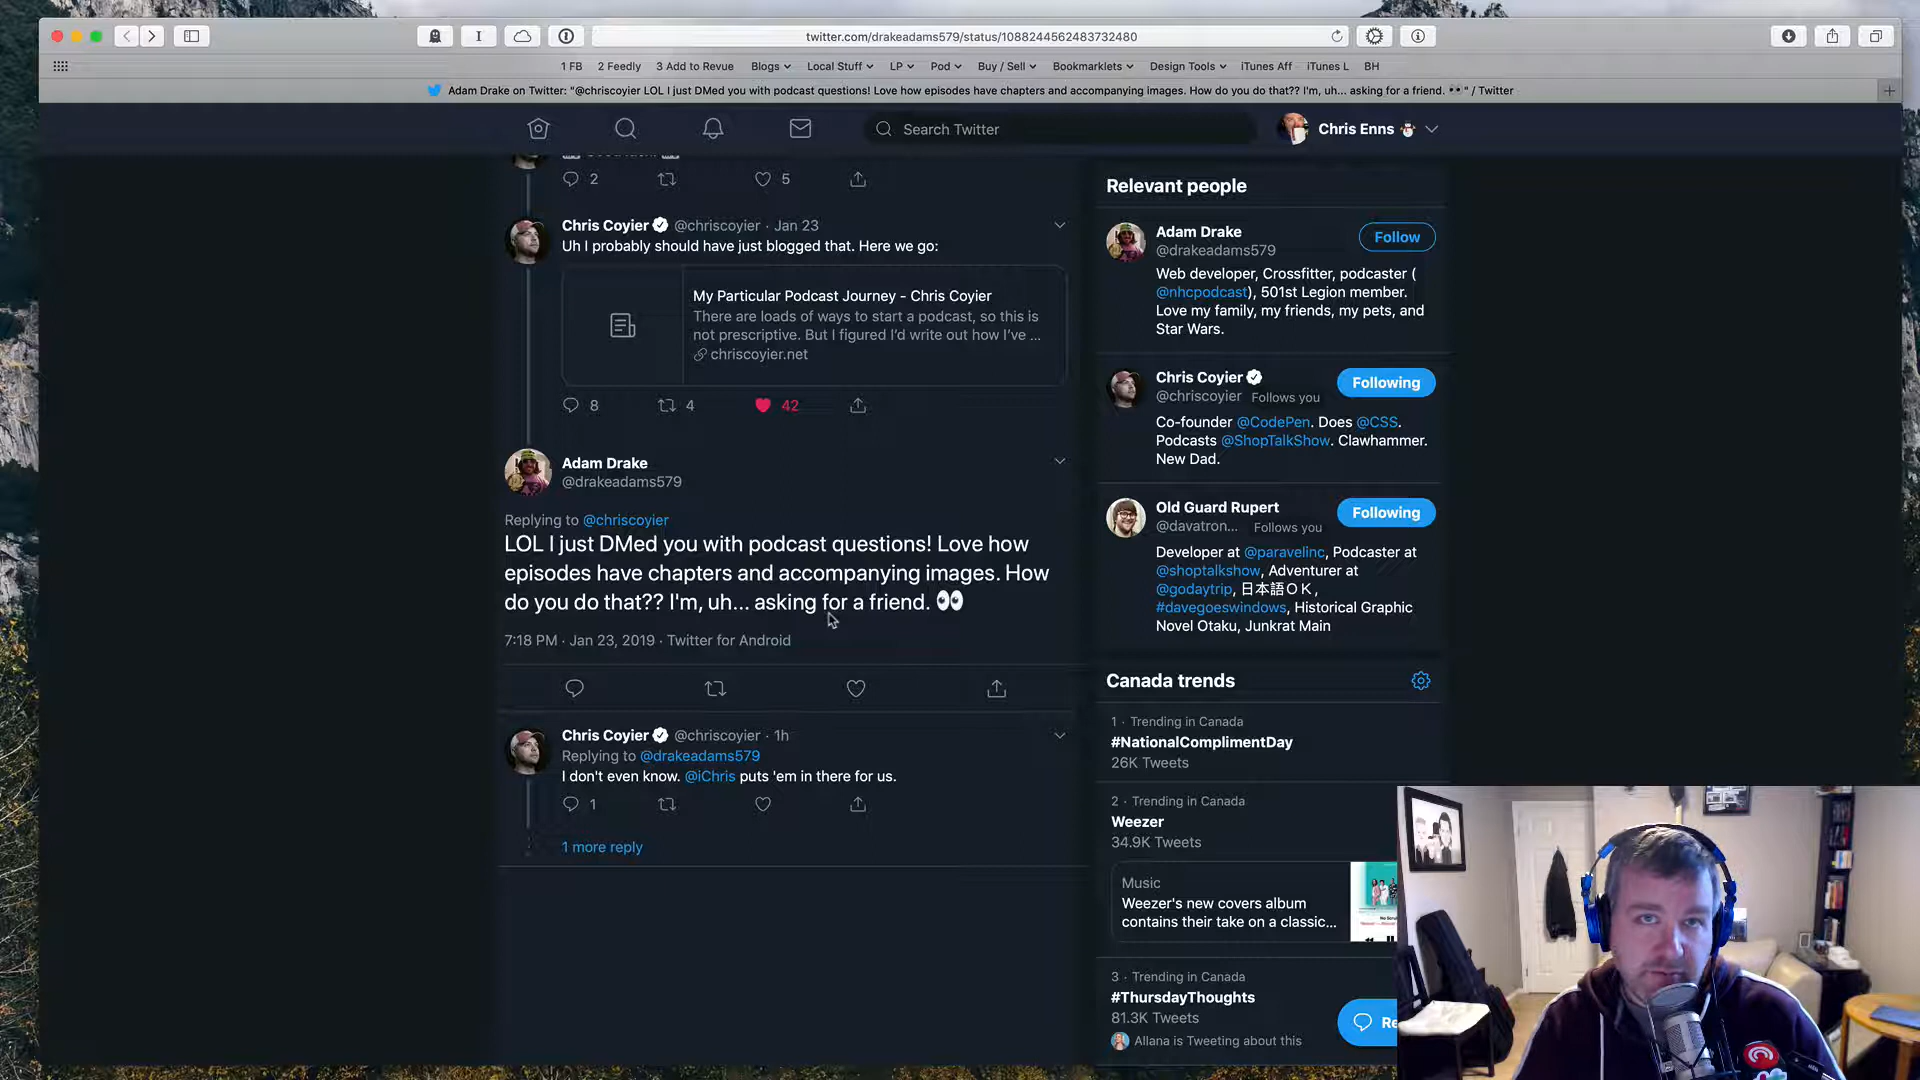 twitter.com/drakeadams579/status/1088244562483732480
1 FB 2 Feedly 3 Add to Revue Blogs Local Stuff LP Pod Buy / Sell Bookmarklets Design Tools iTunes Aff iTunes L BH
Adam Drake on Twitter: "@chriscoyier LOL I just DMed you with podcast questions! Love how episodes have chapters and accompanying images. How do you do that?? I'm, uh... asking for a friend. 👀" / Twitter
Search Twitter
Chris Enns ⛄
2 5
Chris Coyier @chriscoyier · Jan 23
Uh I probably should have just blogged that. Here we go:
My Particular Podcast Journey - Chris Coyier
There are loads of ways to start a podcast, so this is
not prescriptive. But I figured I'd write out how I've ...
chriscoyier.net
8 4 42
Adam Drake
@drakeadams579
Replying to @chriscoyier
LOL I just DMed you with podcast questions! Love how
episodes have chapters and accompanying images. How
do you do that?? I'm, uh... asking for a friend. 👀
7:18 PM · Jan 23, 2019 · Twitter for Android
Chris Coyier @chriscoyier · 1h
Replying to @drakeadams579
I don't even know. @iChris puts 'em in there for us.
1
1 more reply
Relevant people
Adam Drake
@drakeadams579
Follow
Web developer, Crossfitter, podcaster (
@nhcpodcast), 501st Legion member.
Love my family, my friends, my pets, and
Star Wars.
Chris Coyier
@chriscoyier Follows you
Following
Co-founder @CodePen. Does @CSS.
Podcasts @ShopTalkShow. Clawhammer.
New Dad.
Old Guard Rupert
@davatron... Follows you
Following
Developer at @paravelinc, Podcaster at
@shoptalkshow, Adventurer at
@godaytrip, 日本語ＯＫ,
#davegoeswindows, Historical Graphic
Novel Otaku, Junkrat Main
Canada trends
1 · Trending in Canada
#NationalComplimentDay
26K Tweets
2 · Trending in Canada
Weezer
34.9K Tweets
Music
Weezer's new covers album
contains their take on a classic...
3 · Trending in Canada
#ThursdayThoughts
81.3K Tweets
Allana is Tweeting about this